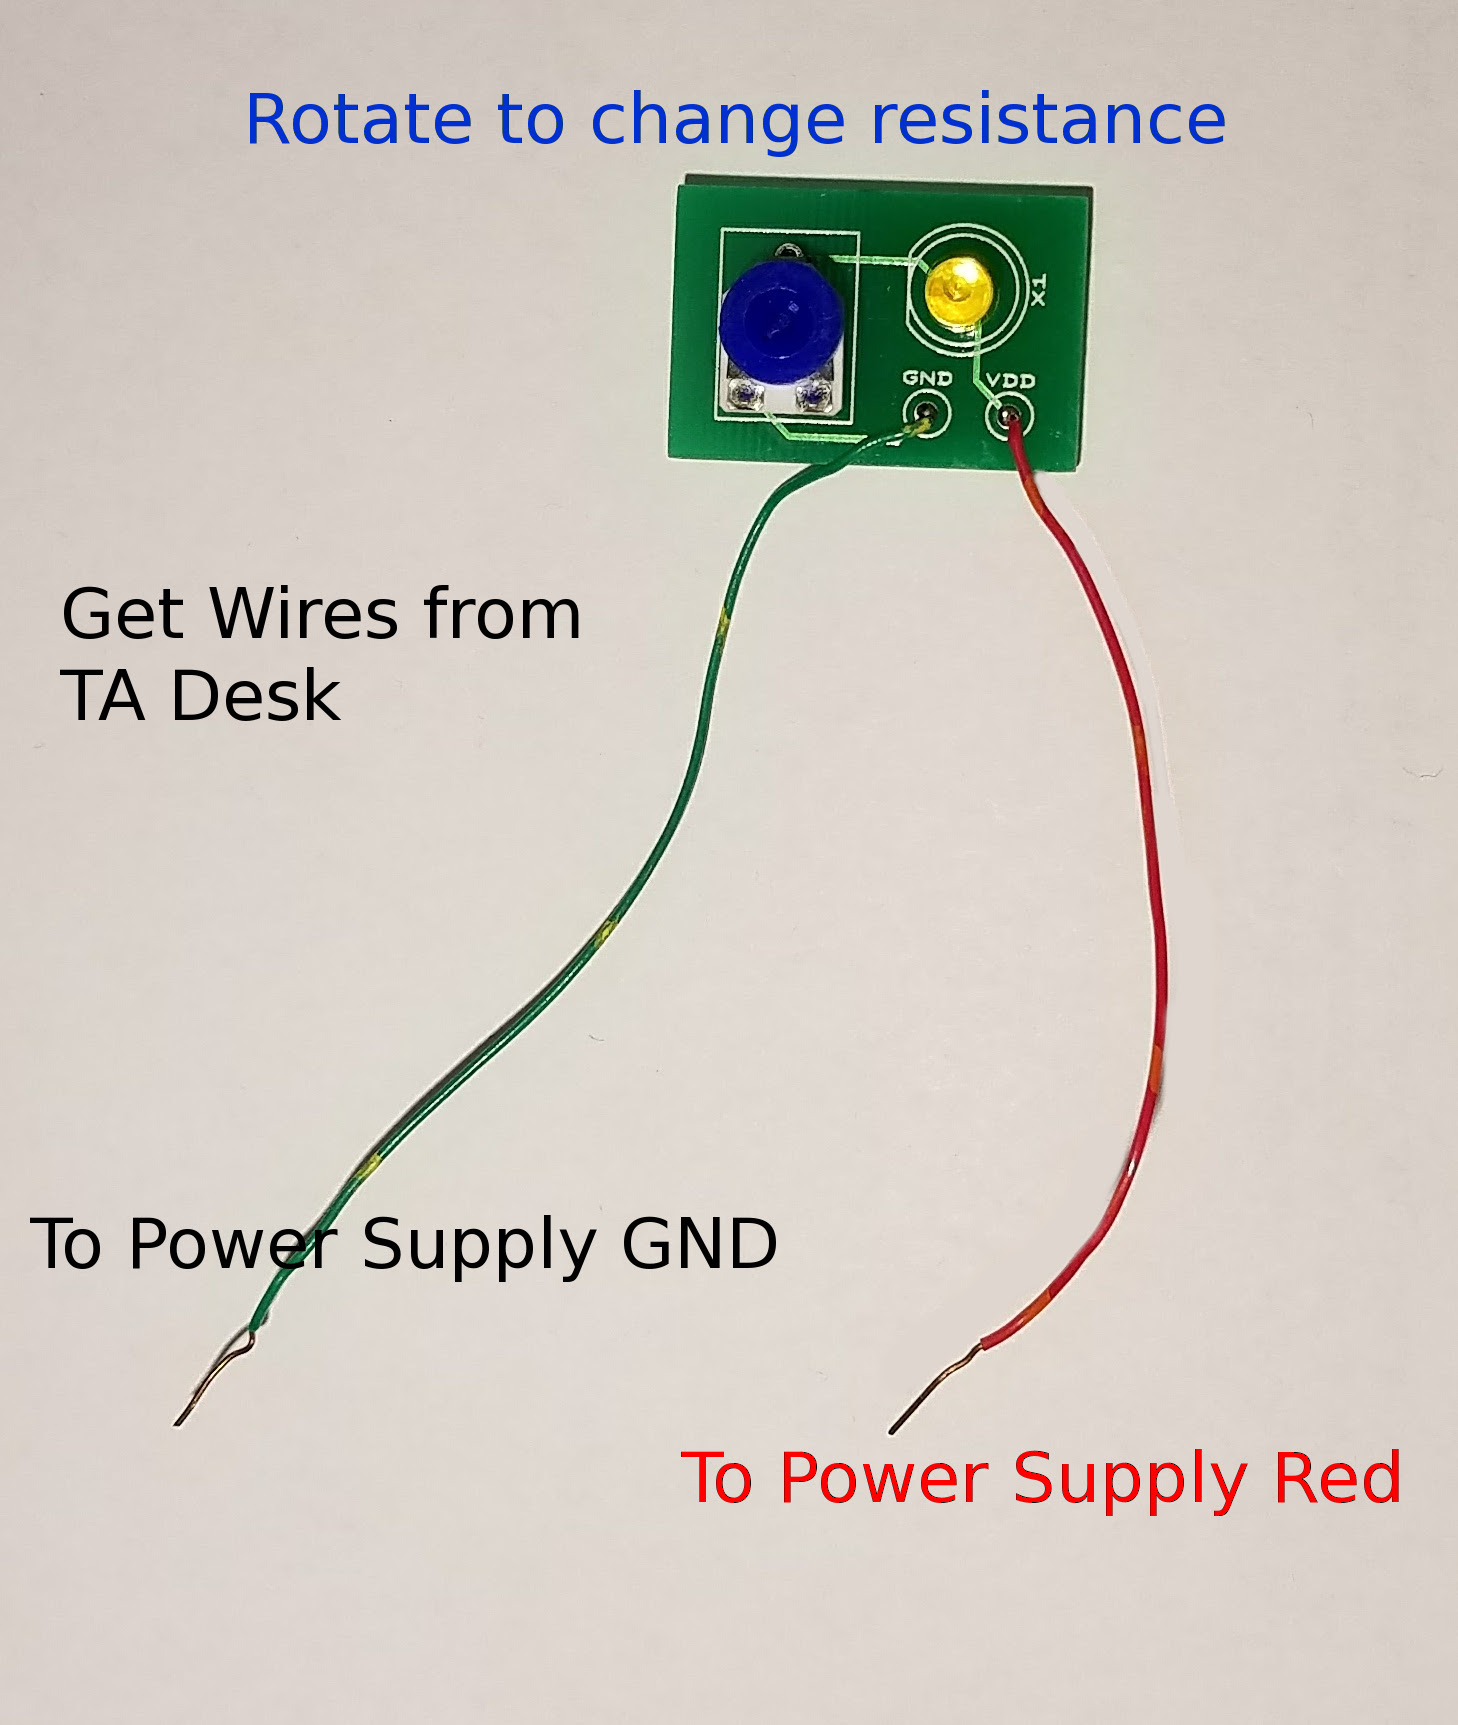 Rotate to change resistance
X1
GND
VDD
Get Wires from
TA Desk
To Power Supply GND
To Power Supply Red